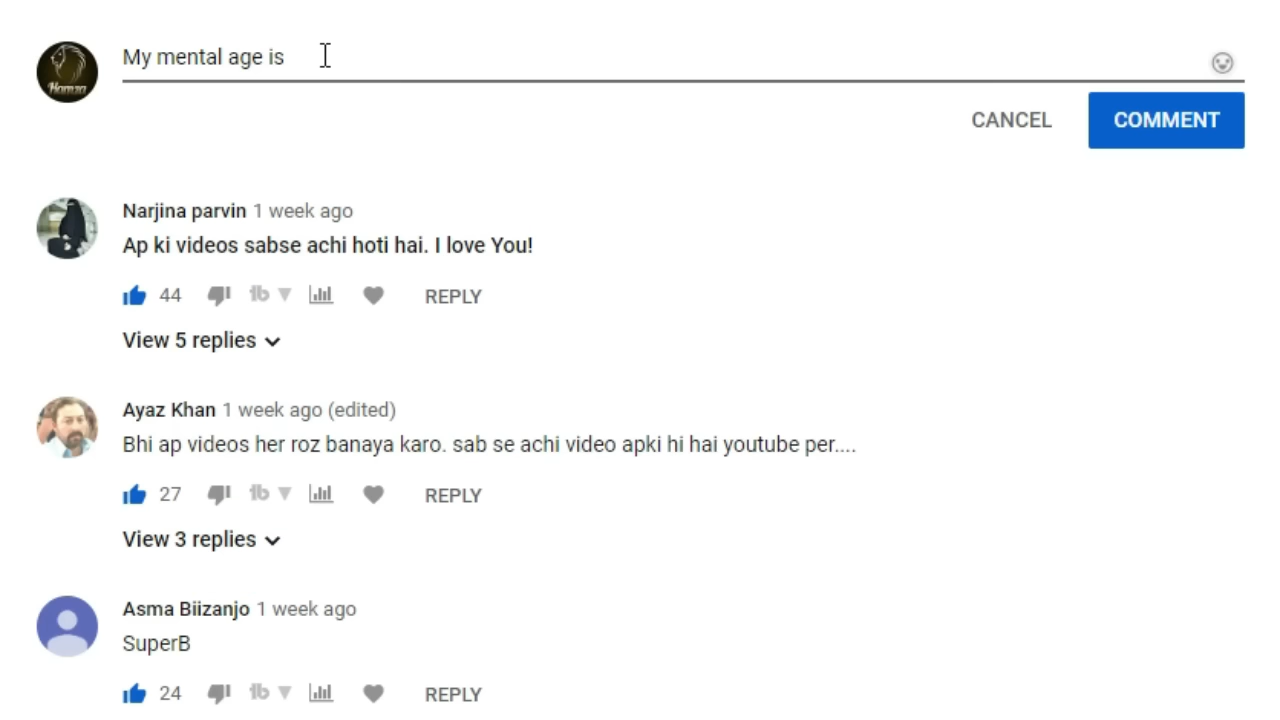 My mental age is
Hamza
CANCEL
COMMENT
Narjina parvin 1 week ago
Ap ki videos sabse achi hoti hai. I love You!
44
REPLY
View 5 replies
Ayaz Khan 1 week ago (edited)
Bhi ap videos her roz banaya karo. sab se achi video apki hi hai youtube per....
27
REPLY
View 3 replies
Asma Biizanjo 1 week ago
SuperB
24
REPLY